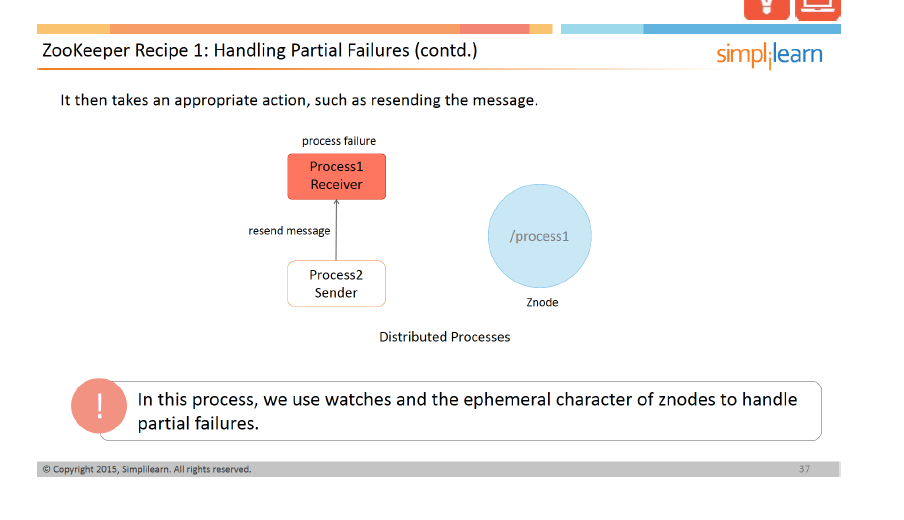 ZooKeeper Recipe 1: Handling Partial Failures (contd.)
simplilearn
It then takes an appropriate action, such as resending the message.
process failure
Process1
Receiver
resend message
/process1
Process2
Sender
Znode
Distributed Processes
!
In this process, we use watches and the ephemeral character of znodes to handle
partial failures.
© Copyright 2015, Simplilearn. All rights reserved.
37